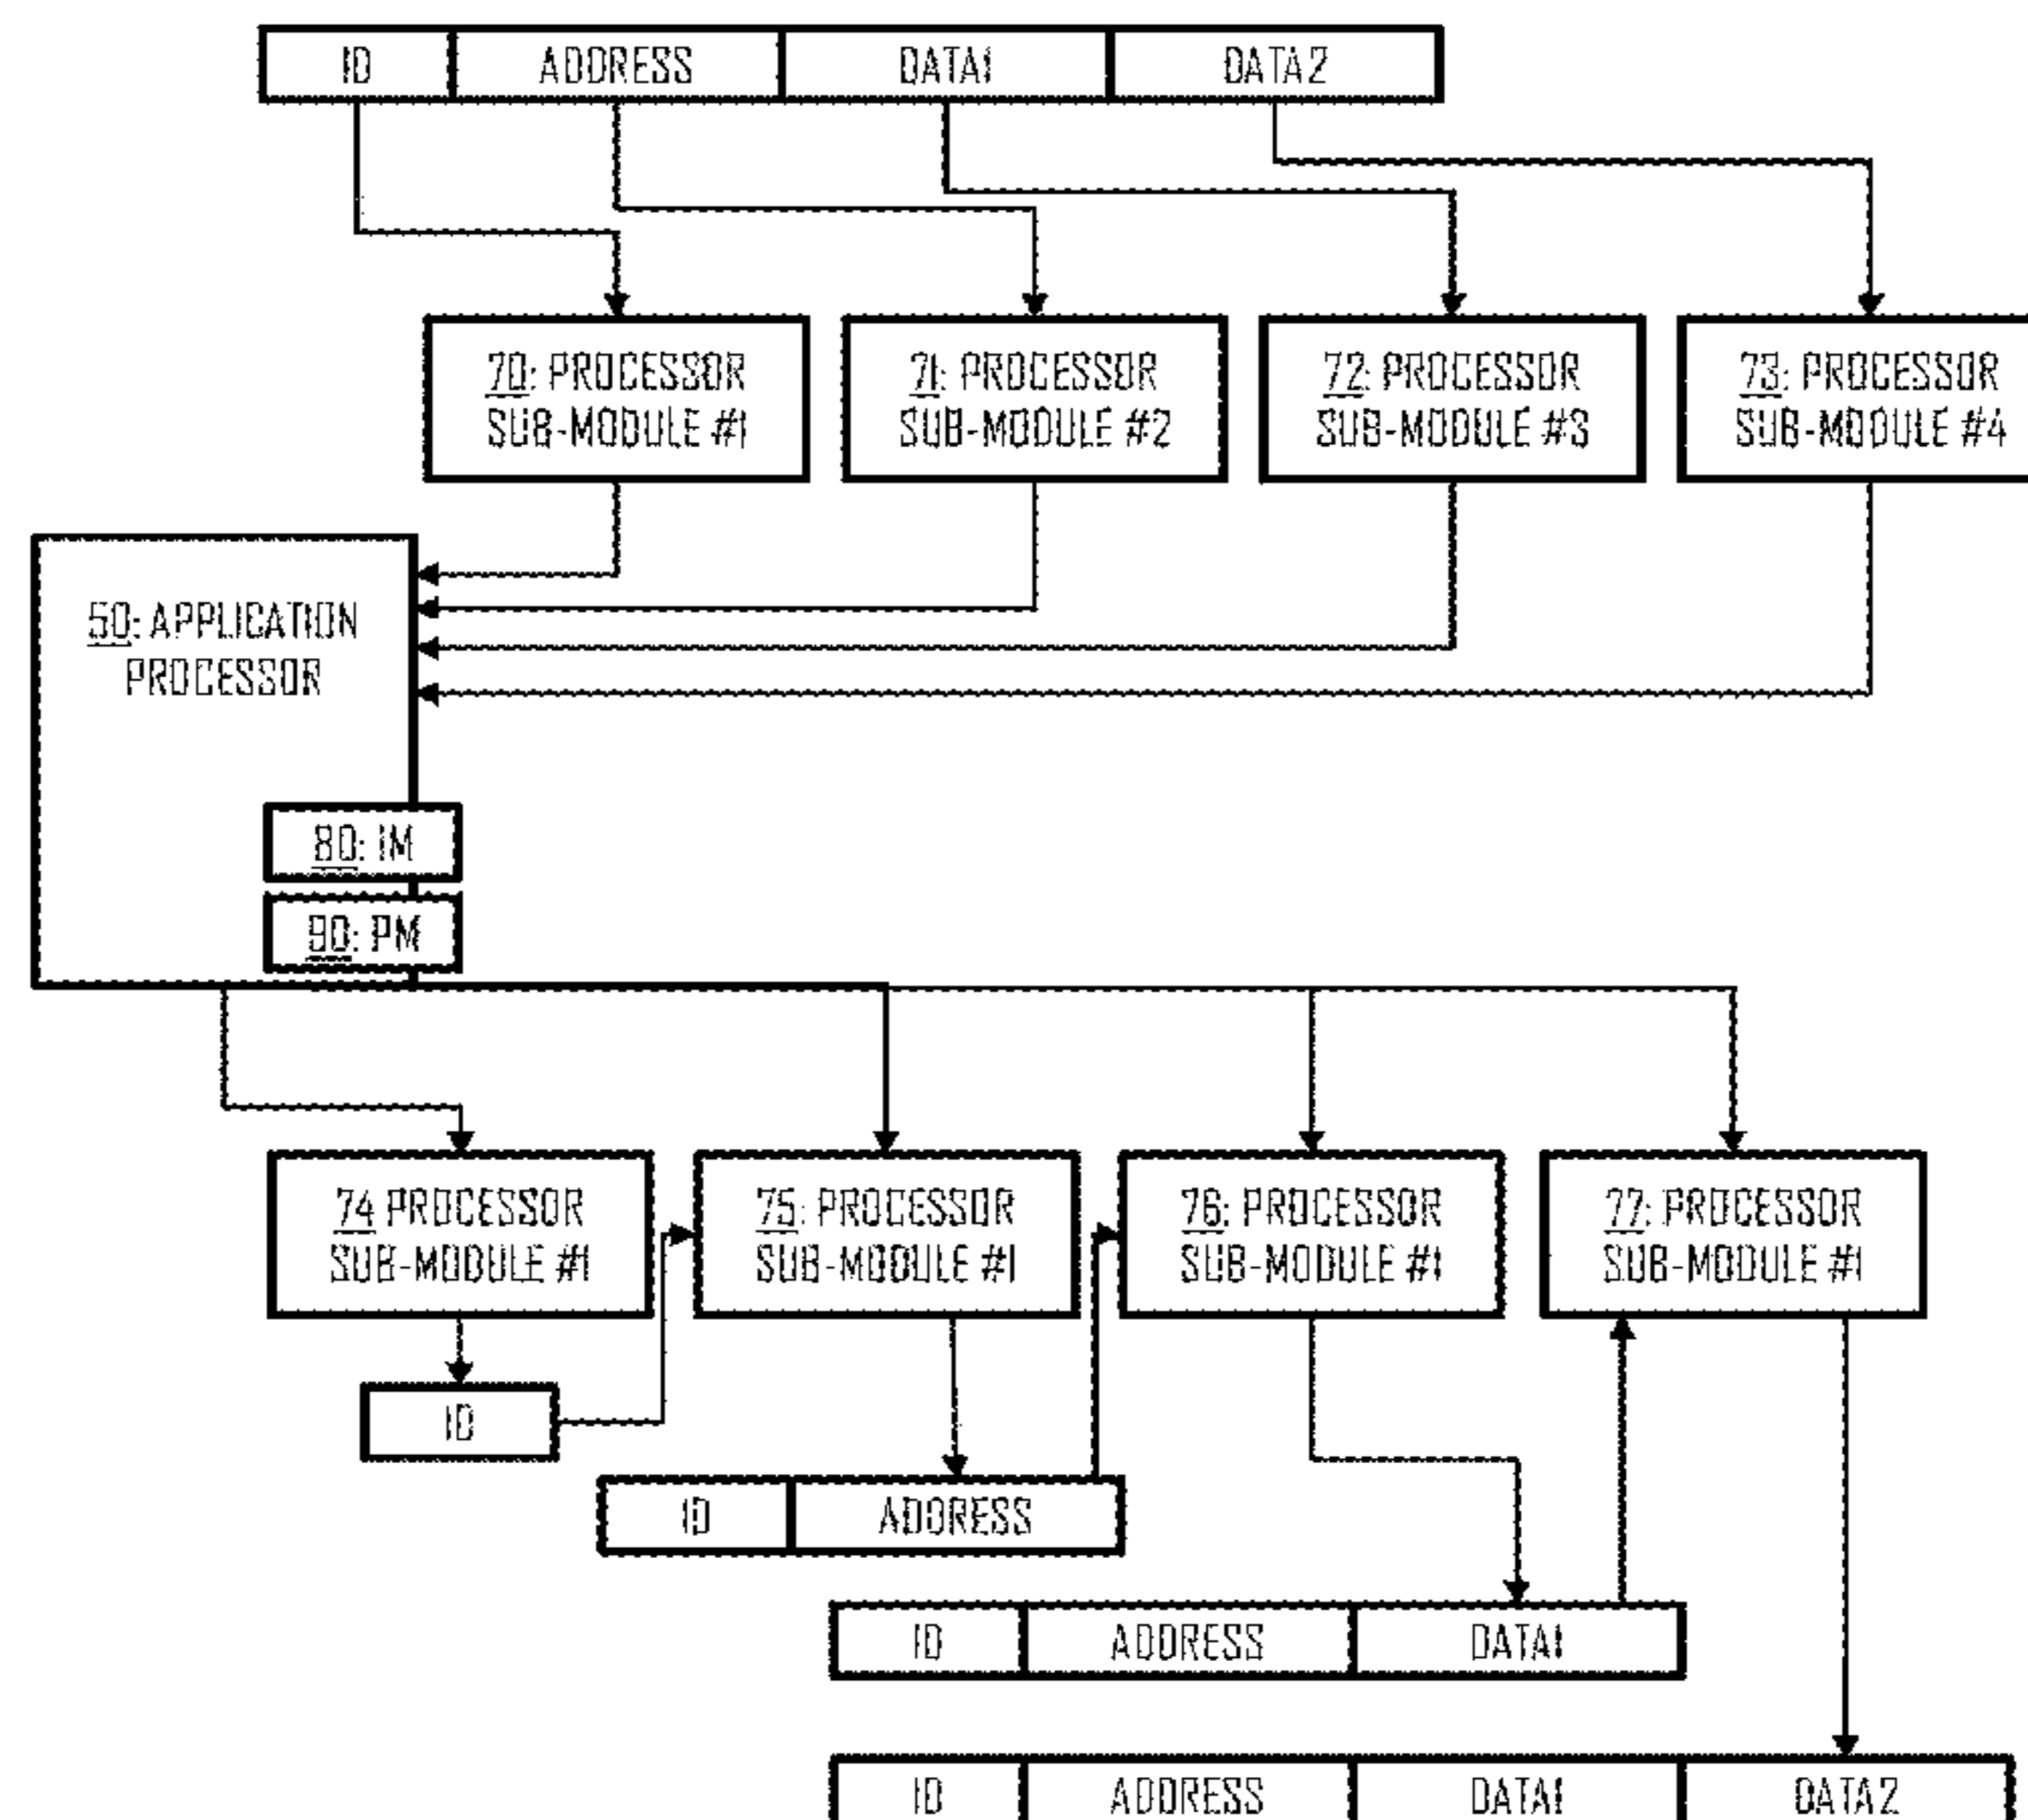 ID ADDRESS DATA1 DATA2
70: PROCESSOR
SUB-MODULE #1
71: PROCESSOR
SUB-MODULE #2
72: PROCESSOR
SUB-MODULE #3
73: PROCESSOR
SUB-MODULE #4
50: APPLICATION
PROCESSOR
80: IM
90: PM
74 PROCESSOR
SUB-MODULE #1
75: PROCESSOR
SUB-MODULE #1
76: PROCESSOR
SUB-MODULE #1
77: PROCESSOR
SUB-MODULE #1
ID
ID ADDRESS
ID ADDRESS DATA1
ID ADDRESS DATA1 DATA2